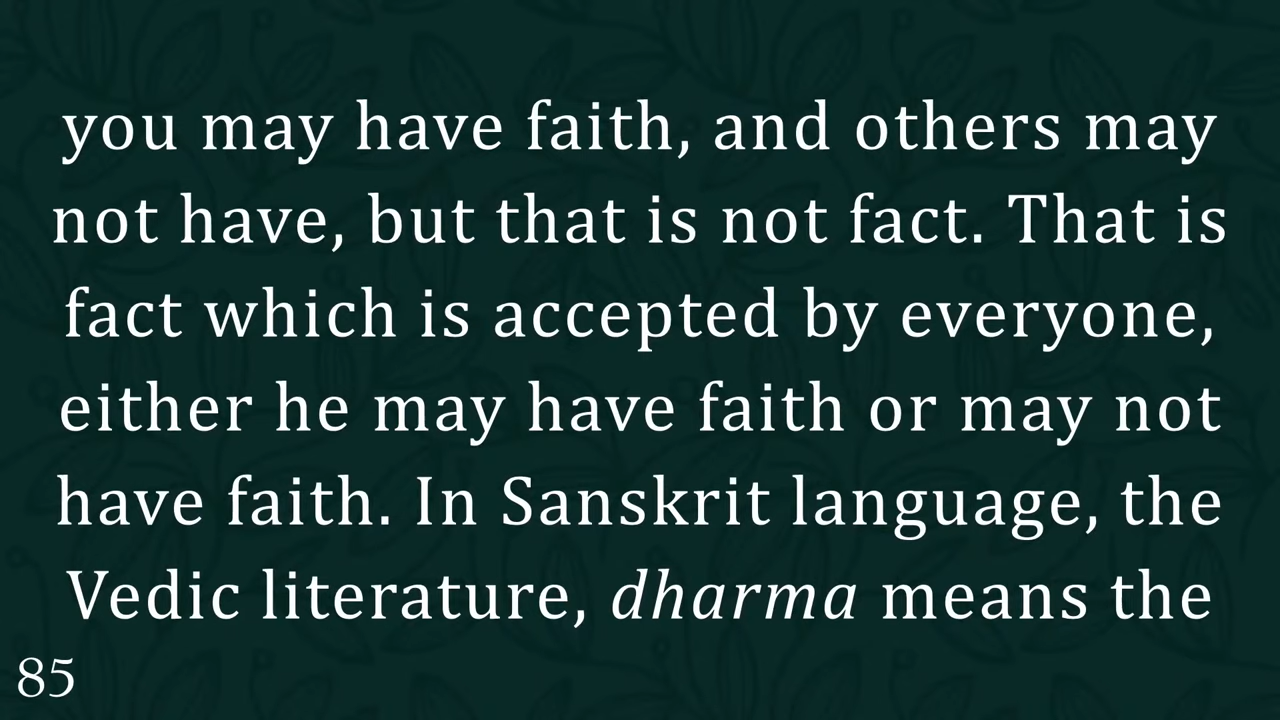 you may have faith, and others may
not have, but that is not fact. That is
fact which is accepted by everyone,
either he may have faith or may not
have faith. In Sanskrit language, the
Vedic literature, dharma means the
85